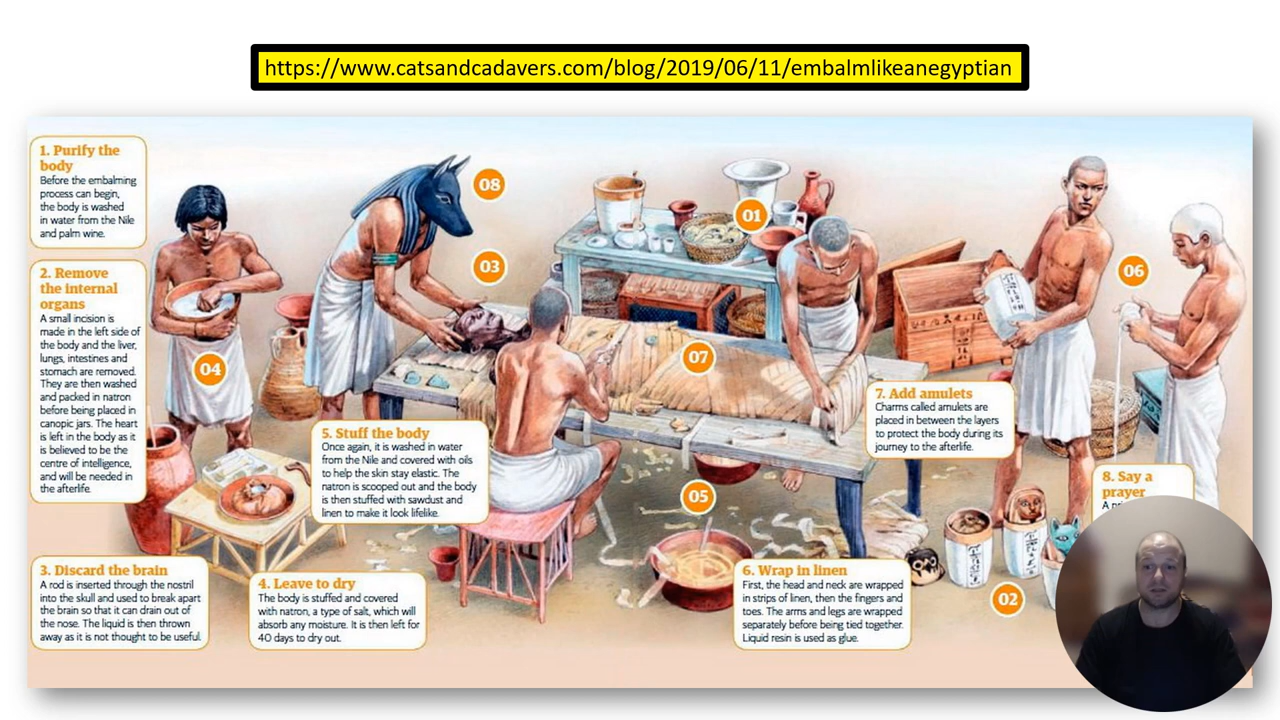 https://www.catsandcadavers.com/blog/2019/06/11/embalmlikeanegyptian
1. Purify the
body
Before the embalming
process can begin,
the body is washed
in water from the Nile
and palm wine.
2. Remove
the internal
organs
A small incision is
made in the left side of
the body and the liver,
lungs, intestines and
stomach are removed.
They are then washed
and packed in natron
before being placed in
canopic jars. The heart
is left in the body as it
is believed to be the
centre of intelligence,
and will be needed in
the afterlife.
3. Discard the brain
A rod is inserted through the nostril
into the skull and used to break apart
the brain so that it can drain out of
the nose. The liquid is then thrown
away as it is not thought to be useful.
4. Leave to dry
The body is stuffed and covered
with natron, a type of salt, which will
absorb any moisture. It is then left for
40 days to dry out.
5. Stuff the body
Once again, it is washed in water
from the Nile and covered with oils
to help the skin stay elastic. The
natron is scooped out and the body
is then stuffed with sawdust and
linen to make it look lifelike.
6. Wrap in linen
First, the head and neck are wrapped
in strips of linen, then the fingers and
toes. The arms and legs are wrapped
separately before being tied together.
Liquid resin is used as glue.
7. Add amulets
Charms called amulets are
placed in between the layers
to protect the body during its
journey to the afterlife.
8. Say a
prayer
A
08
03
01
04
07
06
05
02